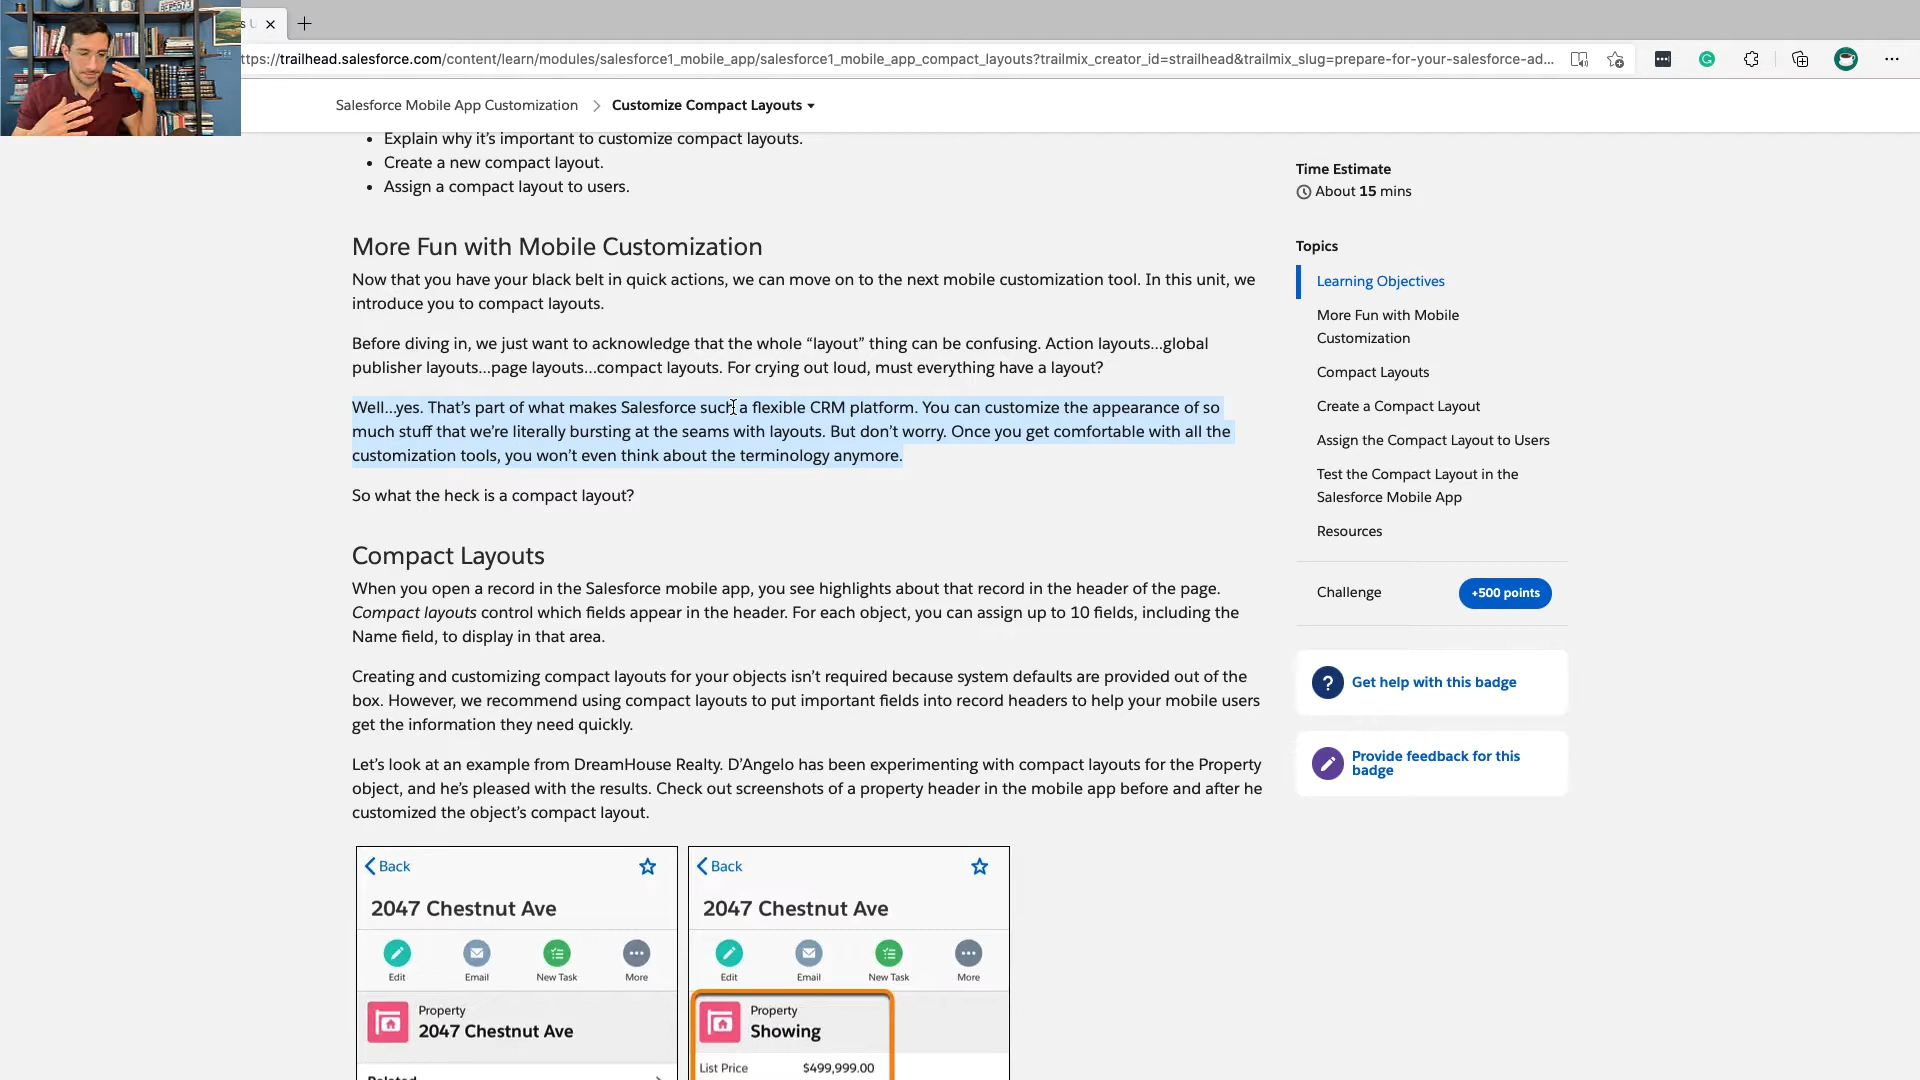 s U
https://trailhead.salesforce.com/content/learn/modules/salesforce1_mobile_app/salesforce1_mobile_app_compact_layouts?trailmix_creator_id=strailhead&trailmix_slug=prepare-for-your-salesforce-ad...
Salesforce Mobile App Customization
Customize Compact Layouts
Explain why it’s important to customize compact layouts.
Create a new compact layout.
Assign a compact layout to users.
More Fun with Mobile Customization
Now that you have your black belt in quick actions, we can move on to the next mobile customization tool. In this unit, we
introduce you to compact layouts.
Before diving in, we just want to acknowledge that the whole “layout” thing can be confusing. Action layouts...global
publisher layouts...page layouts...compact layouts. For crying out loud, must everything have a layout?
Well...yes. That’s part of what makes Salesforce such a flexible CRM platform. You can customize the appearance of so
much stuff that we’re literally bursting at the seams with layouts. But don’t worry. Once you get comfortable with all the
customization tools, you won’t even think about the terminology anymore.
So what the heck is a compact layout?
Compact Layouts
When you open a record in the Salesforce mobile app, you see highlights about that record in the header of the page.
Compact layouts control which fields appear in the header. For each object, you can assign up to 10 fields, including the
Name field, to display in that area.
Creating and customizing compact layouts for your objects isn’t required because system defaults are provided out of the
box. However, we recommend using compact layouts to put important fields into record headers to help your mobile users
get the information they need quickly.
Let’s look at an example from DreamHouse Realty. D’Angelo has been experimenting with compact layouts for the Property
object, and he’s pleased with the results. Check out screenshots of a property header in the mobile app before and after he
customized the object’s compact layout.
Back
2047 Chestnut Ave
Edit
Email
New Task
More
Property
2047 Chestnut Ave
Related
Back
2047 Chestnut Ave
Edit
Email
New Task
More
Property
Showing
List Price
$499,999.00
Time Estimate
About 15 mins
Topics
Learning Objectives
More Fun with Mobile
Customization
Compact Layouts
Create a Compact Layout
Assign the Compact Layout to Users
Test the Compact Layout in the
Salesforce Mobile App
Resources
Challenge
+500 points
Get help with this badge
Provide feedback for this
badge